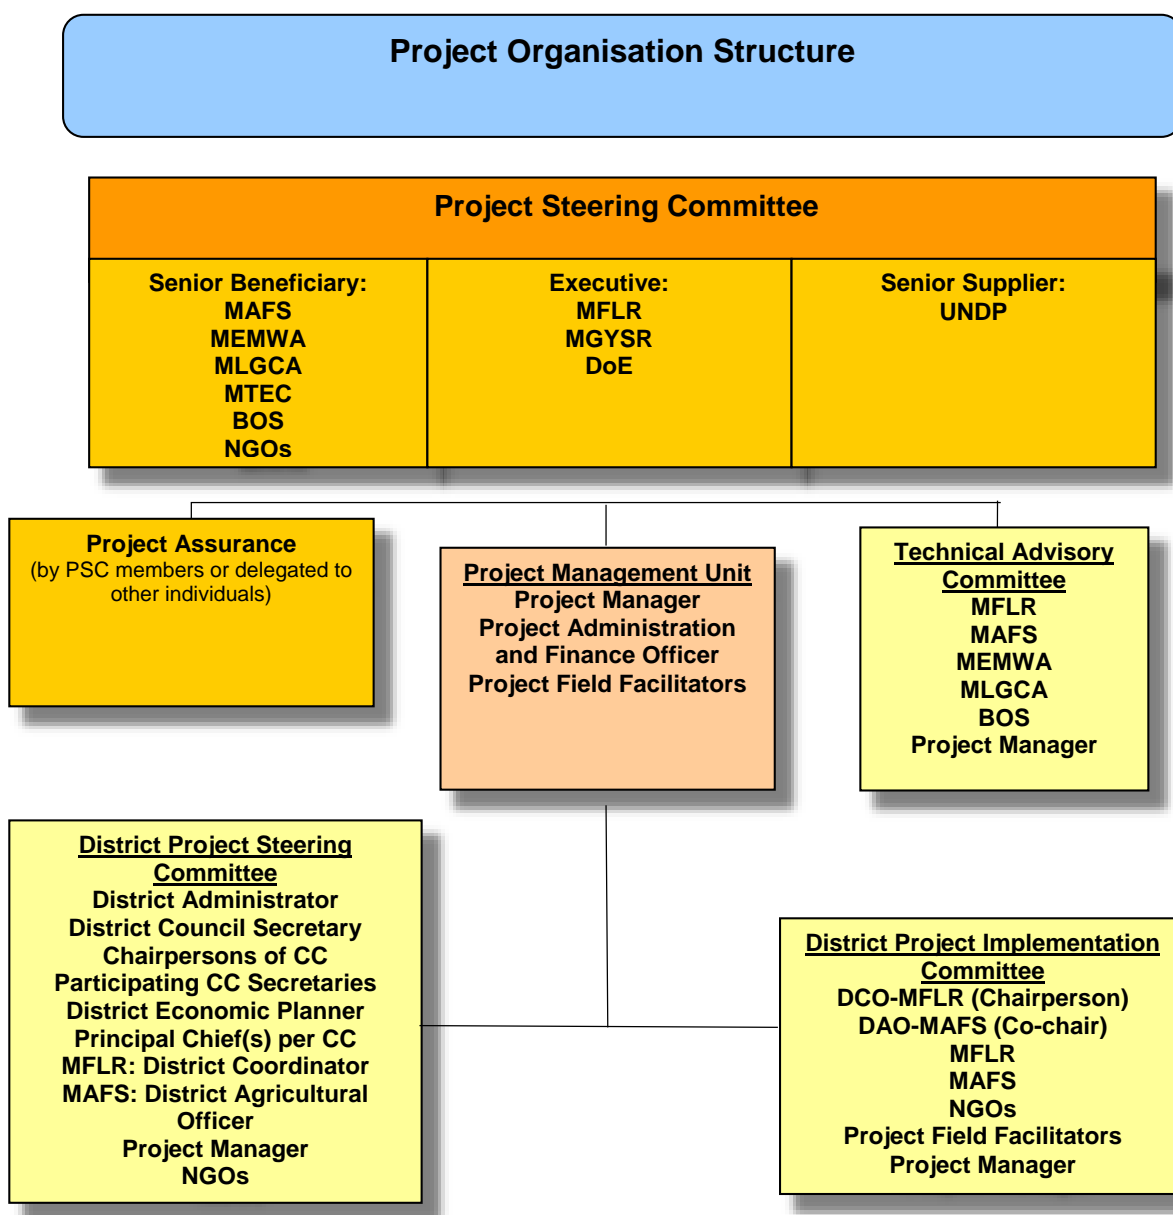 Project Organisation Structure
Project Steering Committee
Senior Beneficiary:
MAFS
MEMWA
MLGCA
MTEC
BOS
NGOs
Executive:
MFLR
MGYSR
DoE
Senior Supplier:
UNDP
Project Assurance
(by PSC members or delegated to
other individuals)
Project Management Unit
Project Manager
Project Administration
and Finance Officer
Project Field Facilitators
Technical Advisory
Committee
MFLR
MAFS
MEMWA
MLGCA
BOS
Project Manager
District Project Steering
Committee
District Administrator
District Council Secretary
Chairpersons of CC
Participating CC Secretaries
District Economic Planner
Principal Chief(s) per CC
MFLR: District Coordinator
MAFS: District Agricultural
Officer
Project Manager
NGOs
District Project Implementation
Committee
DCO-MFLR (Chairperson)
DAO-MAFS (Co-chair)
MFLR
MAFS
NGOs
Project Field Facilitators
Project Manager